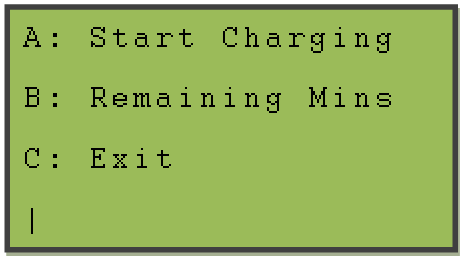 A: Start Charging
B: Remaining Mins
C: Exit
|